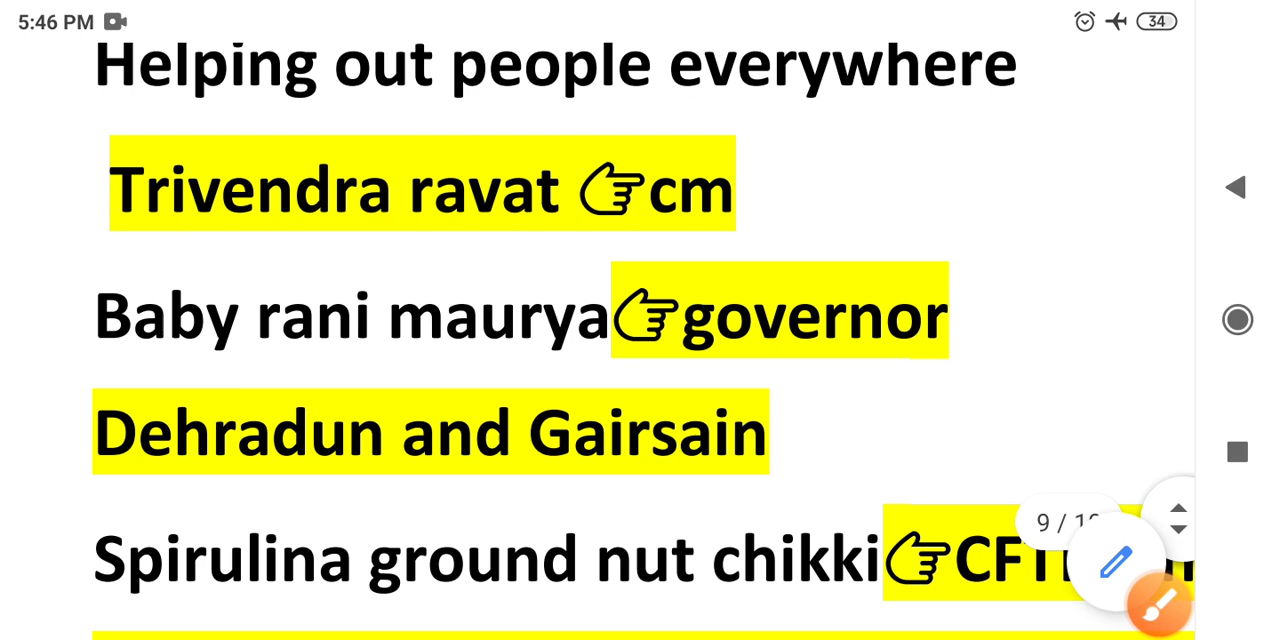 5:46 PM 34
Helping out people everywhere
Trivendra ravat 👉cm
Baby rani maurya👉governor
Dehradun and Gairsain
Spirulina ground nut chikki👉
9 /